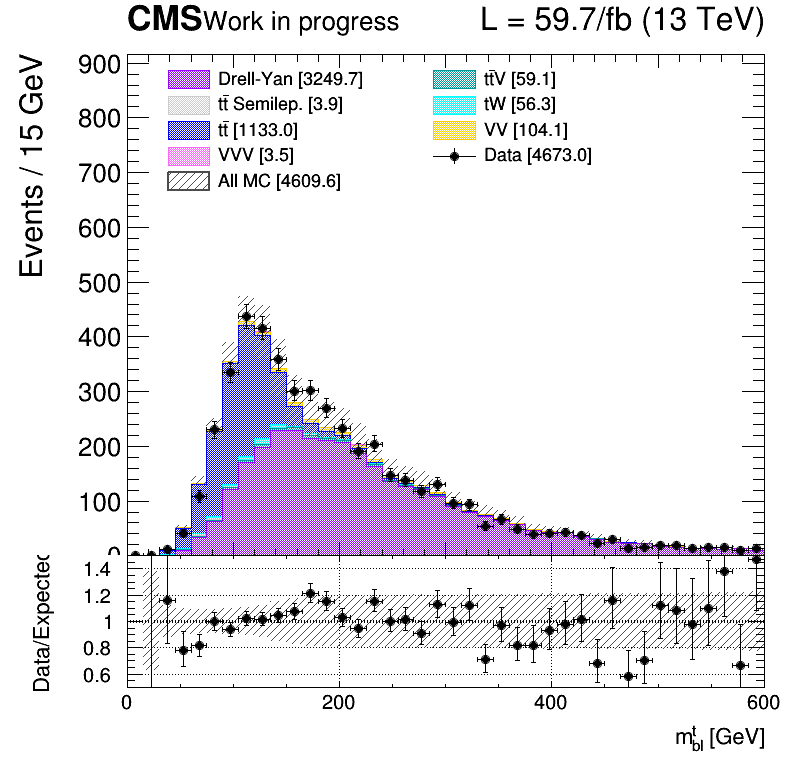 CMS Work in progress L = 59.7/fb (13 TeV)
Events / 15 GeV
900
800
700
600
500
400
300
200
100
0
Drell-Yan [3249.7]
tt̄ Semilep. [3.9]
tt̄ [1133.0]
VVV [3.5]
All MC [4609.6]
tt̄V [59.1]
tW [56.3]
VV [104.1]
Data [4673.0]
Data/Expected
1.4
1.2
1
0.8
0.6
0 200 400 600
m^t_bl [GeV]